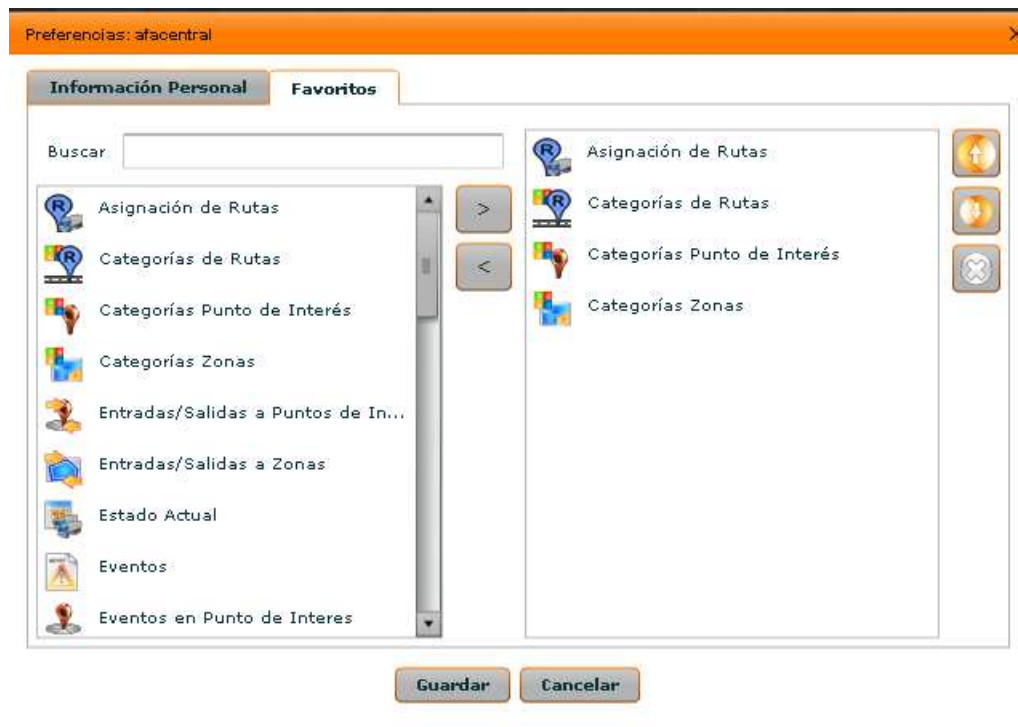 Preferencias: afacentral
Información Personal
Favoritos
Buscar
Asignación de Rutas
Categorías de Rutas
Categorías Punto de Interés
Categorías Zonas
Entradas/Salidas a Puntos de In...
Entradas/Salidas a Zonas
Estado Actual
Eventos
Eventos en Punto de Interes
>
<
Asignación de Rutas
Categorías de Rutas
Categorías Punto de Interés
Categorías Zonas
Guardar
Cancelar